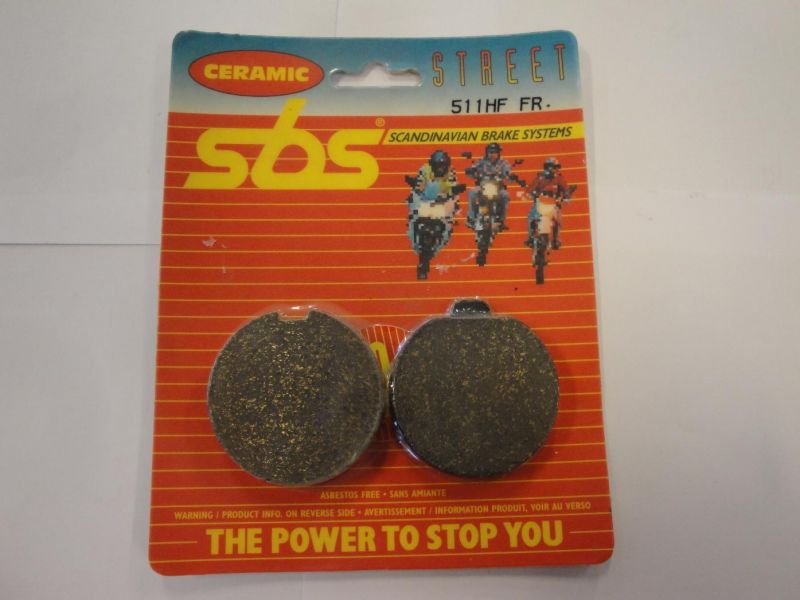 CERAMIC
STREET
511HF FR.
sbs®
SCANDINAVIAN BRAKE SYSTEMS
ASBESTOS FREE • SANS AMIANTE
WARNING / PRODUCT INFO. ON REVERSE SIDE • AVERTISSEMENT / INFORMATION PRODUIT, VOIR AU VERSO
THE POWER TO STOP YOU